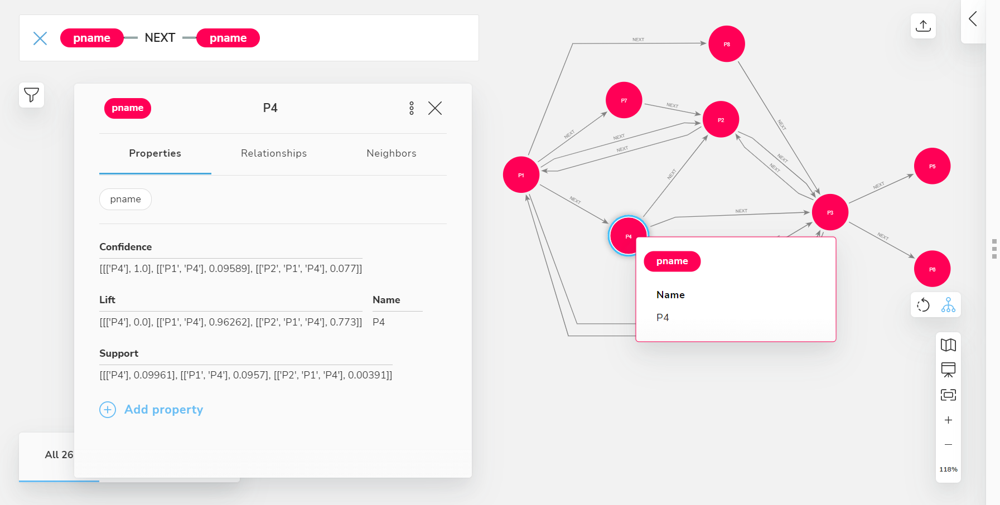 pname NEXT pname
pname
P4
Properties Relationships Neighbors
pname
Confidence
[[['P4'], 1.0], [['P1', 'P4'], 0.09589], [['P2', 'P1', 'P4'], 0.077]]
Lift Name
[[['P4'], 0.0], [['P1', 'P4'], 0.96262], [['P2', 'P1', 'P4'], 0.773]] P4
Support
[[['P4'], 0.09961], [['P1', 'P4'], 0.0957], [['P2', 'P1', 'P4'], 0.00391]]
Add property
All 26
NEXT
P8
P7
NEXT
P2
NEXT
NEXT
NEXT
NEXT
P1
NEXT
NEXT
NEXT
NEXT
P5
NEXT
NEXT
NEXT
P3
P4
NEXT
P6
pname
Name
P4
118%